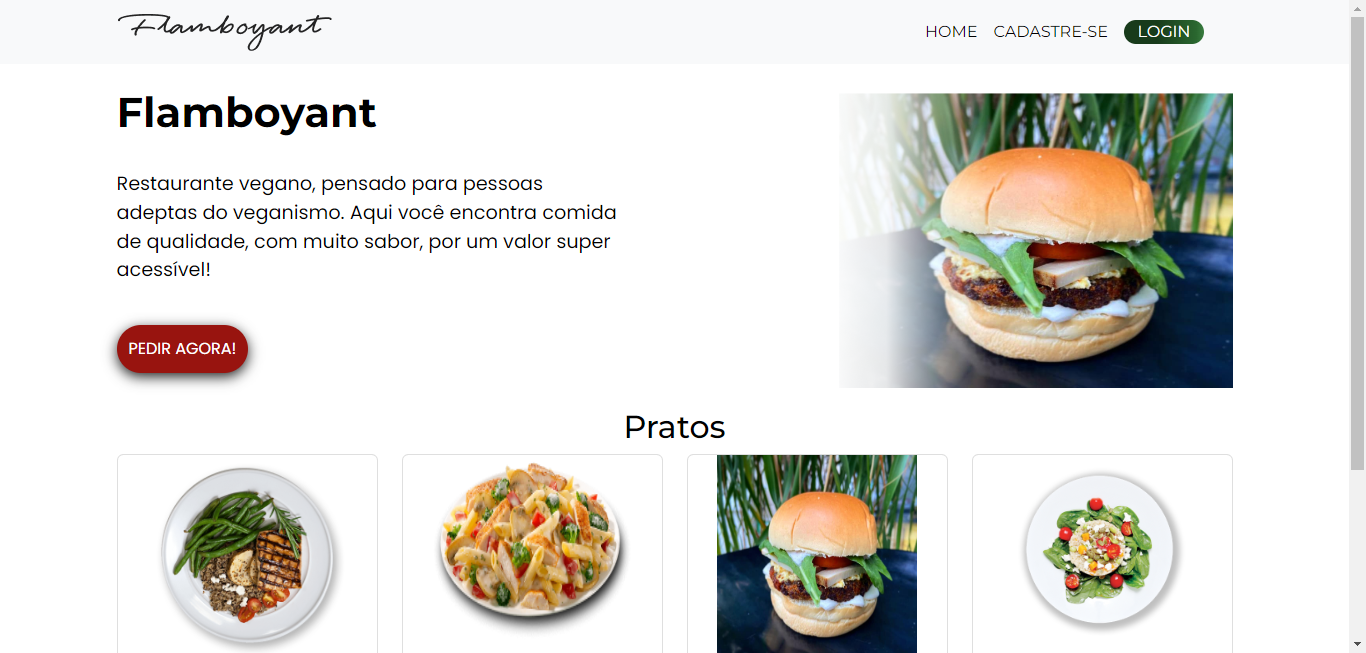 Flamboyant
HOME CADASTRE-SE LOGIN
Flamboyant
Restaurante vegano, pensado para pessoas
adeptas do veganismo. Aqui você encontra comida
de qualidade, com muito sabor, por um valor super
acessível!
PEDIR AGORA!
Pratos